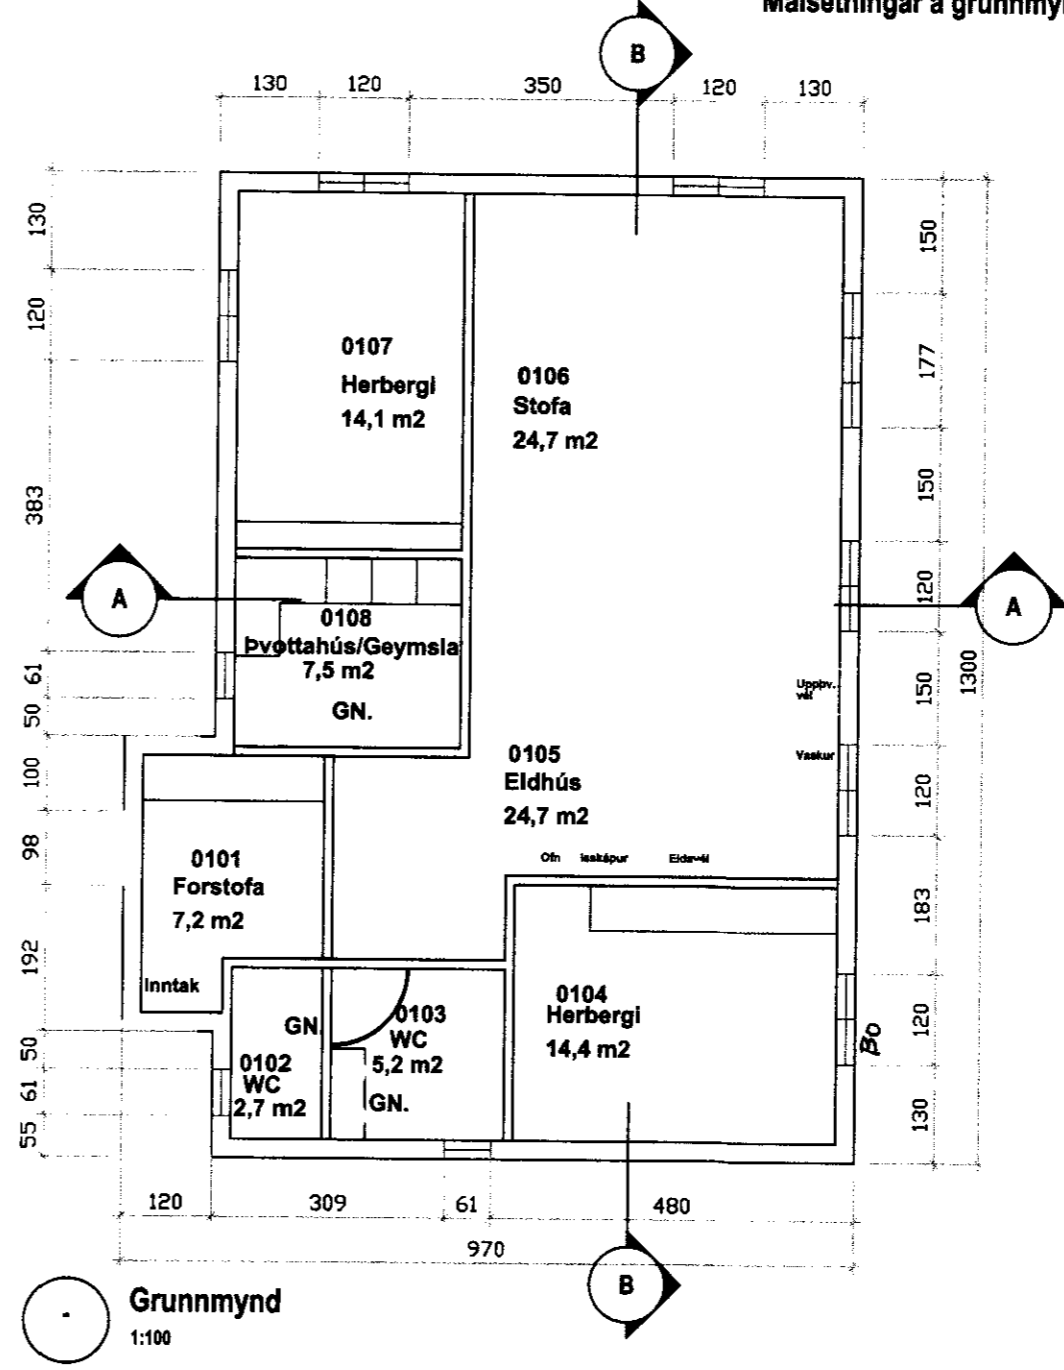 Málsetningar á grunnmyn
B
130 120 350 120 130
130
120
383
61
50
100
98
192
50
61
55
150
177
150
120
150
120
183
120
130
1300
0107
Herbergi
14,1 m2
0106
Stofa
24,7 m2
A
A
0108
Þvottahús/Geymsla
7,5 m2
GN.
Uppþv.
vél
Vaskur
0105
Eldhús
24,7 m2
Ofn Ísskápur Eldavél
0101
Forstofa
7,2 m2
Inntak
0104
Herbergi
14,4 m2
BO
GN.
0103
WC
5,2 m2
GN.
0102
WC
2,7 m2
120 309 61 480
970
B
-
Grunnmynd
1:100